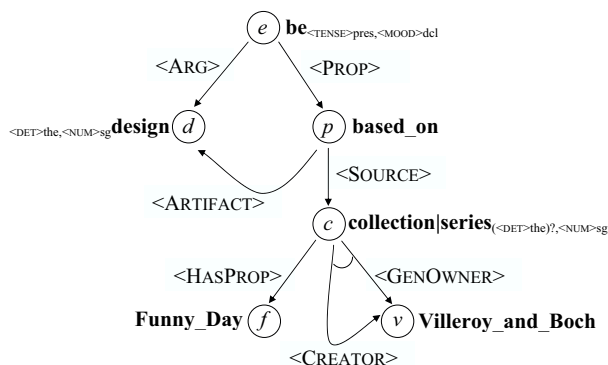 e be<TENSE>pres,<MOOD>dcl
<ARG> <PROP>
<DET>the,<NUM>sg design d p based_on
<SOURCE>
<ARTIFACT>
c collection|series(<DET>the)?,<NUM>sg
<HASPROP> <GENOWNER>
Funny_Day f v Villeroy_and_Boch
<CREATOR>